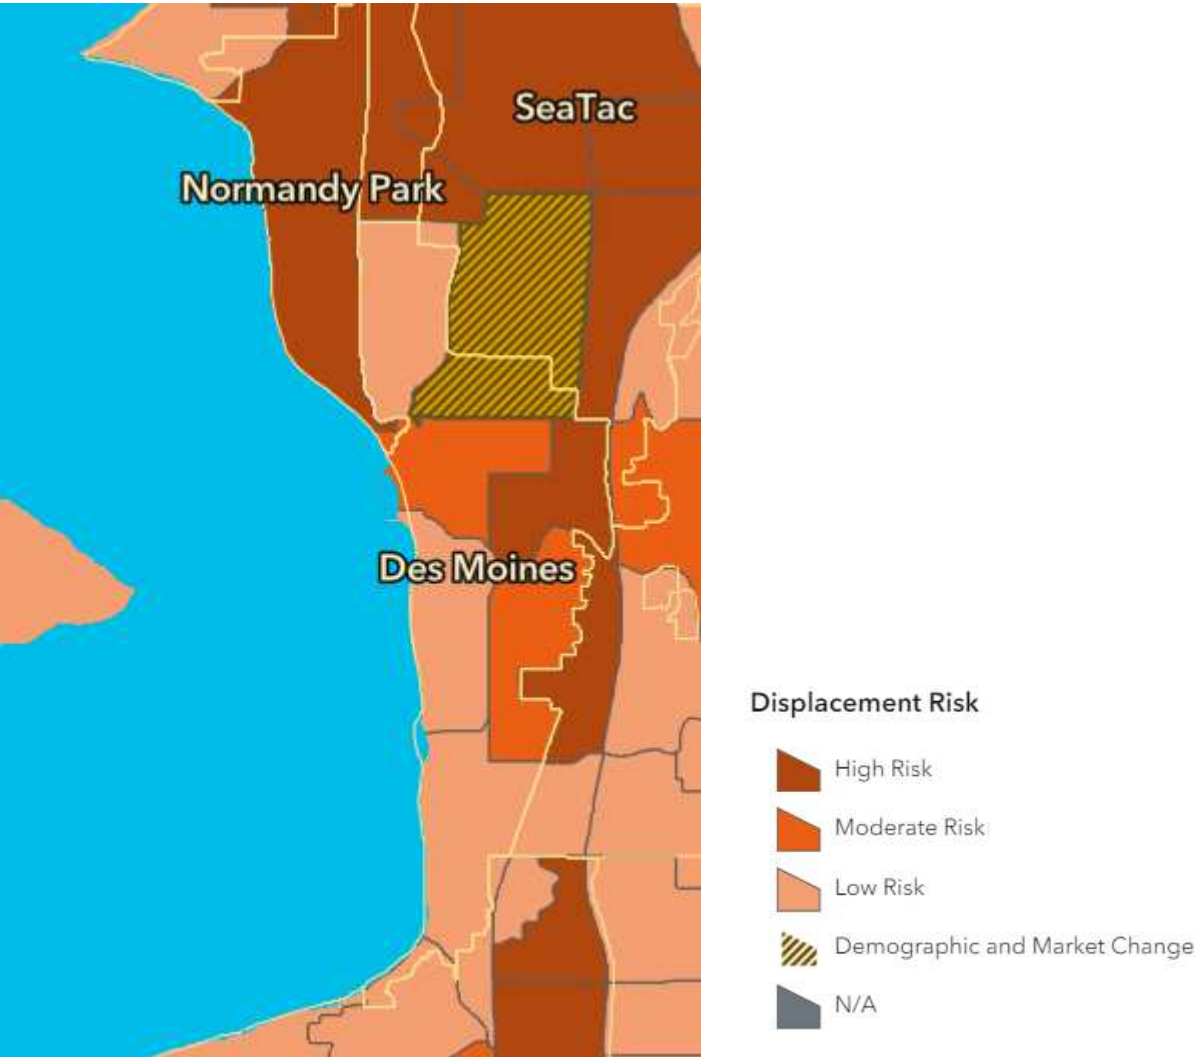 SeaTac
Normandy Park
Des Moines
Displacement Risk
High Risk
Moderate Risk
Low Risk
Demographic and Market Change
N/A